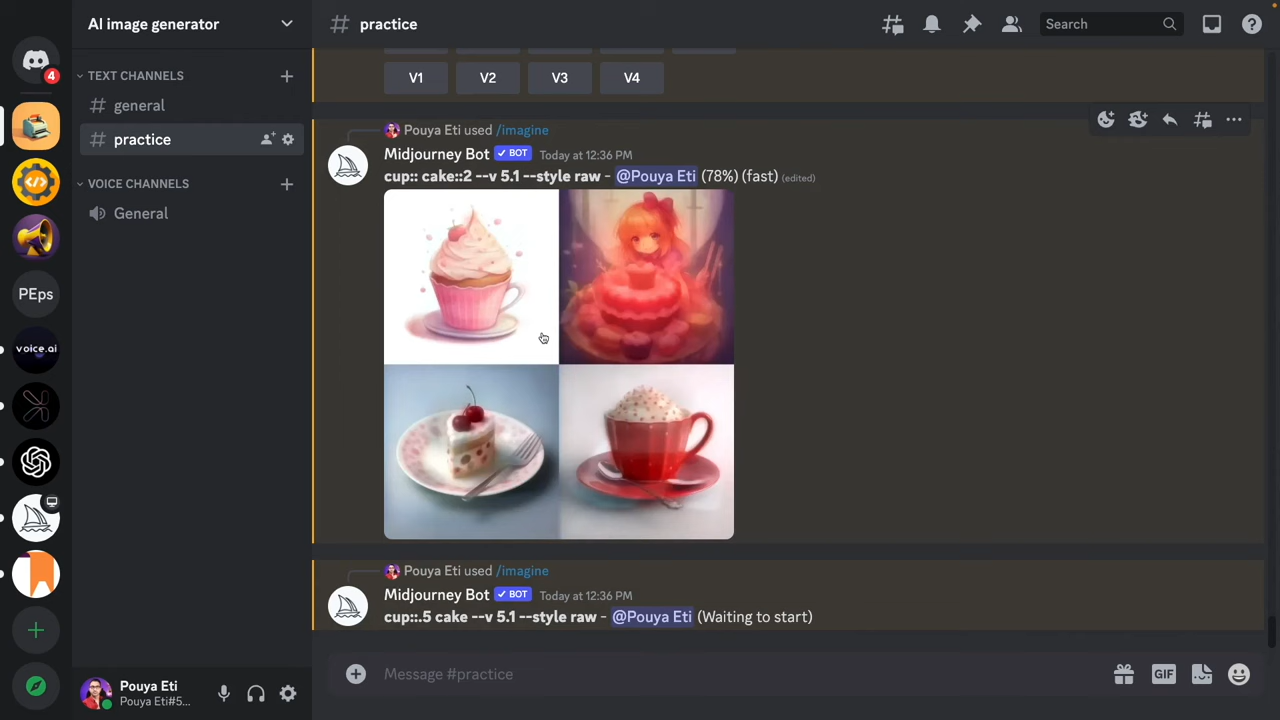 AI image generator
practice
Search
4
TEXT CHANNELS
general
practice
VOICE CHANNELS
General
PEps
voice.ai
V1 V2 V3 V4
Pouya Eti used /imagine
Midjourney Bot ✓ BOT Today at 12:36 PM
cup:: cake::2 --v 5.1 --style raw - @Pouya Eti (78%) (fast) (edited)
Pouya Eti used /imagine
Midjourney Bot ✓ BOT Today at 12:36 PM
cup::.5 cake --v 5.1 --style raw - @Pouya Eti (Waiting to start)
Message #practice
GIF
Pouya Eti
Pouya Eti#5...